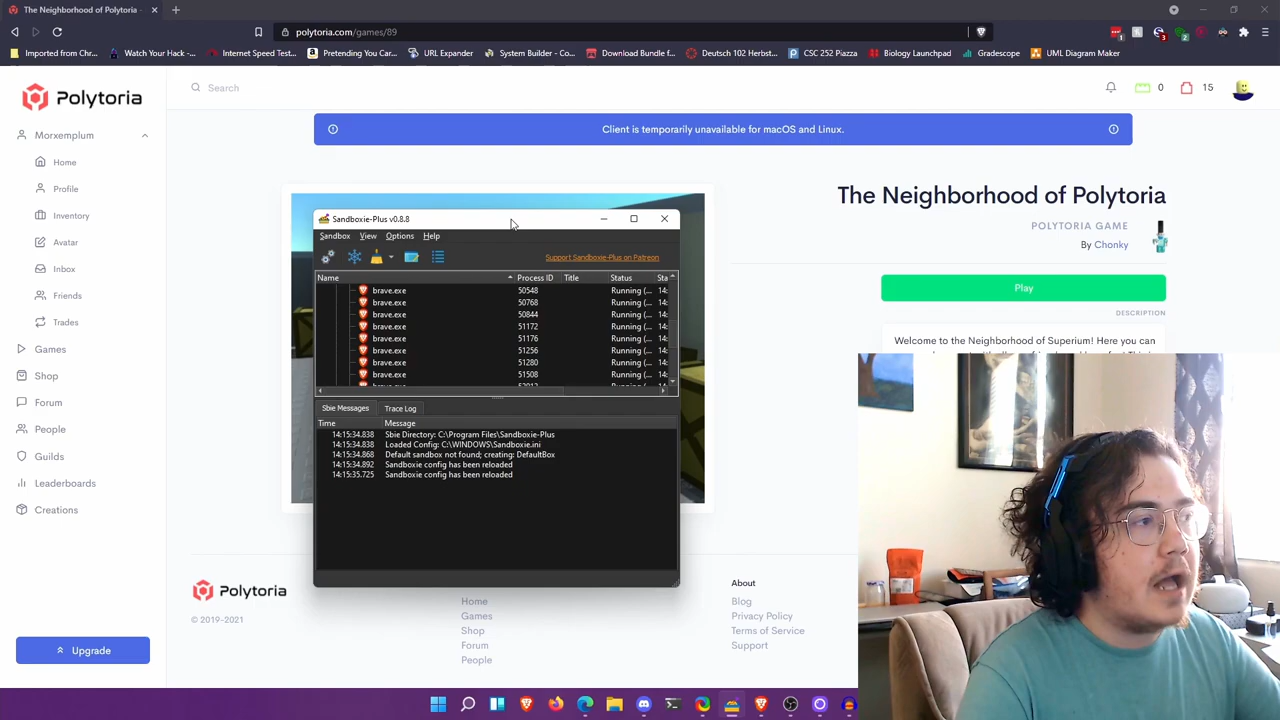 The Neighborhood of Polytoria
polytoria.com/games/89
Imported from Chr...
Watch Your Hack -...
Internet Speed Test...
Pretending You Car...
URL Expander
System Builder - Co...
Download Bundle f...
Deutsch 102 Herbst...
CSC 252 Piazza
Biology Launchpad
Gradescope
UML Diagram Maker
Polytoria
Search
0
15
Morxemplum
Home
Profile
Inventory
Avatar
Inbox
Friends
Trades
Games
Shop
Forum
People
Guilds
Leaderboards
Creations
Upgrade
Client is temporarily unavailable for macOS and Linux.
The Neighborhood of Polytoria
POLYTORIA GAME
By Chonky
Play
DESCRIPTION
Welcome to the Neighborhood of Superium! Here you can
Sandboxie-Plus v0.8.8
Sandbox View Options Help
Support Sandboxie-Plus on Patreon
Name Process ID Title Status Sta
brave.exe 50548 Running (... 14:
brave.exe 50768 Running (... 14:
brave.exe 50844 Running (... 14:
brave.exe 51172 Running (... 14:
brave.exe 51176 Running (... 14:
brave.exe 51256 Running (... 14:
brave.exe 51280 Running (... 14:
brave.exe 51508 Running (... 14:
Sbie Messages Trace Log
Time Message
14:15:34.838 Sbie Directory: C:\Program Files\Sandboxie-Plus
14:15:34.838 Loaded Config: C:\WINDOWS\Sandboxie.ini
14:15:34.868 Default sandbox not found; creating: DefaultBox
14:15:34.892 Sandboxie config has been reloaded
14:15:35.725 Sandboxie config has been reloaded
Polytoria
© 2019-2021
Home
Games
Shop
Forum
People
About
Blog
Privacy Policy
Terms of Service
Support